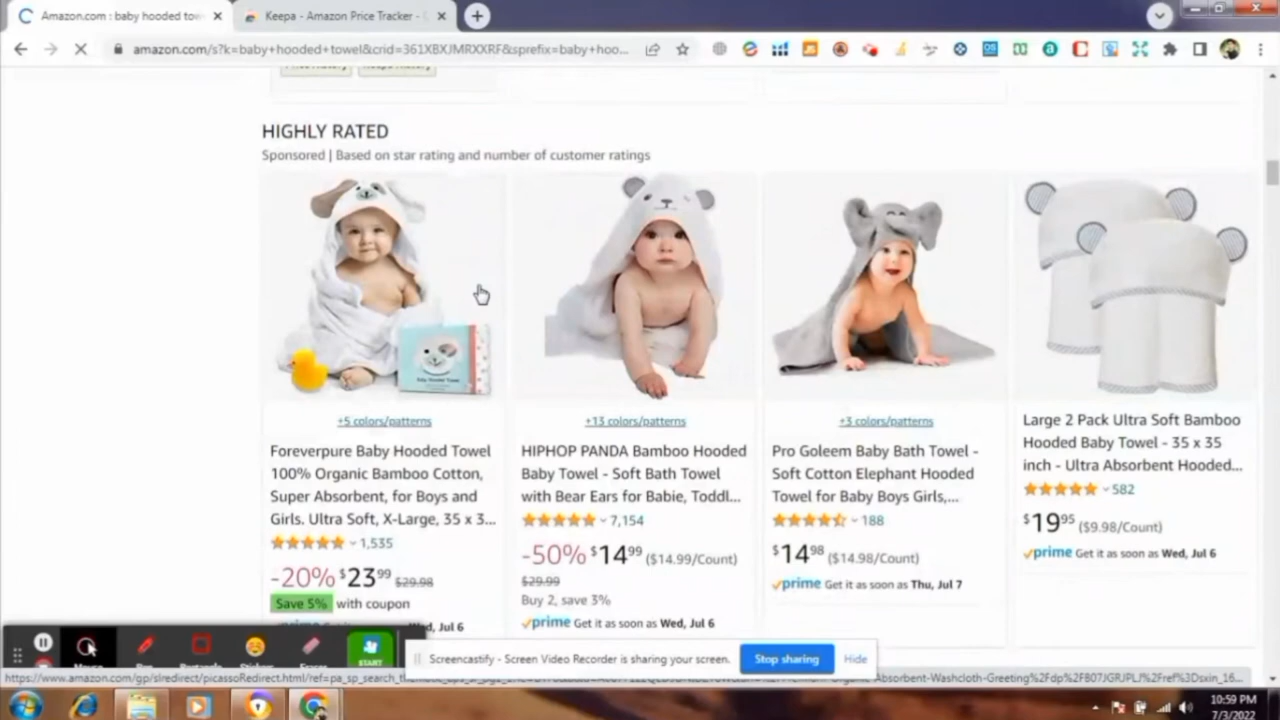 Amazon.com : baby hooded tow
Keepa - Amazon Price Tracker -
amazon.com/s?k=baby+hooded+towel&crid=361XBXJMRXXRF&sprefix=baby+hoo...
HIGHLY RATED
Sponsored | Based on star rating and number of customer ratings
+5 colors/patterns
Foreverpure Baby Hooded Towel
100% Organic Bamboo Cotton,
Super Absorbent, for Boys and
Girls. Ultra Soft, X-Large, 35 x 3...
1,535
-20% $23.99 $29.98
Save 5% with coupon
Wed, Jul 6
+13 colors/patterns
HIPHOP PANDA Bamboo Hooded
Baby Towel - Soft Bath Towel
with Bear Ears for Babie, Toddl...
7,154
-50% $14.99 ($14.99/Count)
$29.99
Buy 2, save 3%
prime Get it as soon as Wed, Jul 6
+3 colors/patterns
Pro Goleem Baby Bath Towel -
Soft Cotton Elephant Hooded
Towel for Baby Boys Girls,...
188
$14.98 ($14.98/Count)
prime Get it as soon as Thu, Jul 7
Large 2 Pack Ultra Soft Bamboo
Hooded Baby Towel - 35 x 35
inch - Ultra Absorbent Hooded...
582
$19.95 ($9.98/Count)
prime Get it as soon as Wed, Jul 6
START
Screencastify - Screen Video Recorder is sharing your screen.
Stop sharing
Hide
10:59 PM
7/3/2022